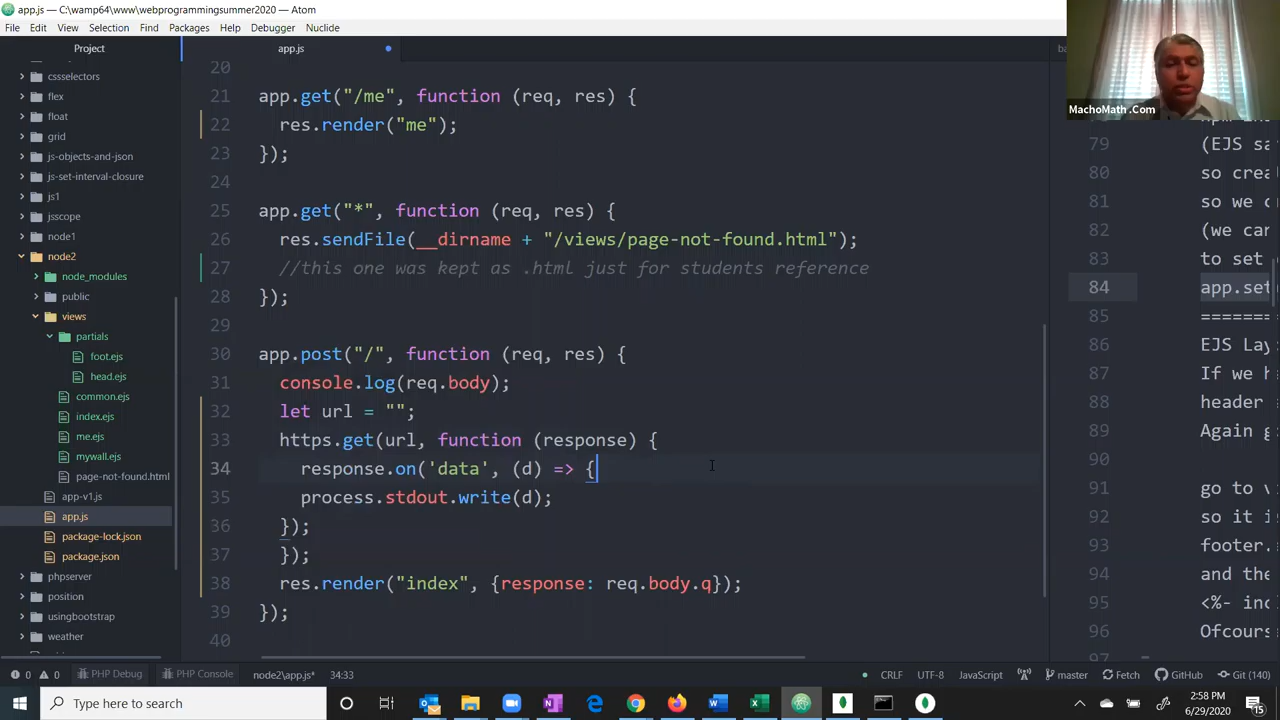 app.js — C:\wamp64\www\webprogrammingsummer2020 — Atom
File Edit View Selection Find Packages Help Debugger Nuclide
Project
app.js
MachoMath .Com
cssselectors
flex
float
grid
js-objects-and-json
js-set-interval-closure
js1
jsscope
node1
node2
node_modules
public
views
partials
foot.ejs
head.ejs
common.ejs
index.ejs
me.ejs
mywall.ejs
page-not-found.html
app-v1.js
app.js
package-lock.json
package.json
phpserver
position
usingbootstrap
weather
20
21 app.get("/me", function (req, res) {
22 res.render("me");
23 });
24
25 app.get("*", function (req, res) {
26 res.sendFile(__dirname + "/views/page-not-found.html");
27 //this one was kept as .html just for students reference
28 });
29
30 app.post("/", function (req, res) {
31 console.log(req.body);
32 let url = "";
33 https.get(url, function (response) {
34 response.on('data', (d) => {
35 process.stdout.write(d);
36 });
37 });
38 res.render("index", {response: req.body.q});
39 });
40
79 (EJS sa
80 so crea
81 so we c
82 (we can
83 to set
84 app.set
85 =======
86 EJS Lay
87 If we h
88 header
89 Again g
90
91 go to v
92 so it i
93 footer.
94 and the
95 <%- inc
96 Ofcours
97
0 0 PHP Debug PHP Console node2\app.js* 34:33 CRLF UTF-8 JavaScript master Fetch GitHub Git (140)
Type here to search
2:58 PM
6/29/2020
15